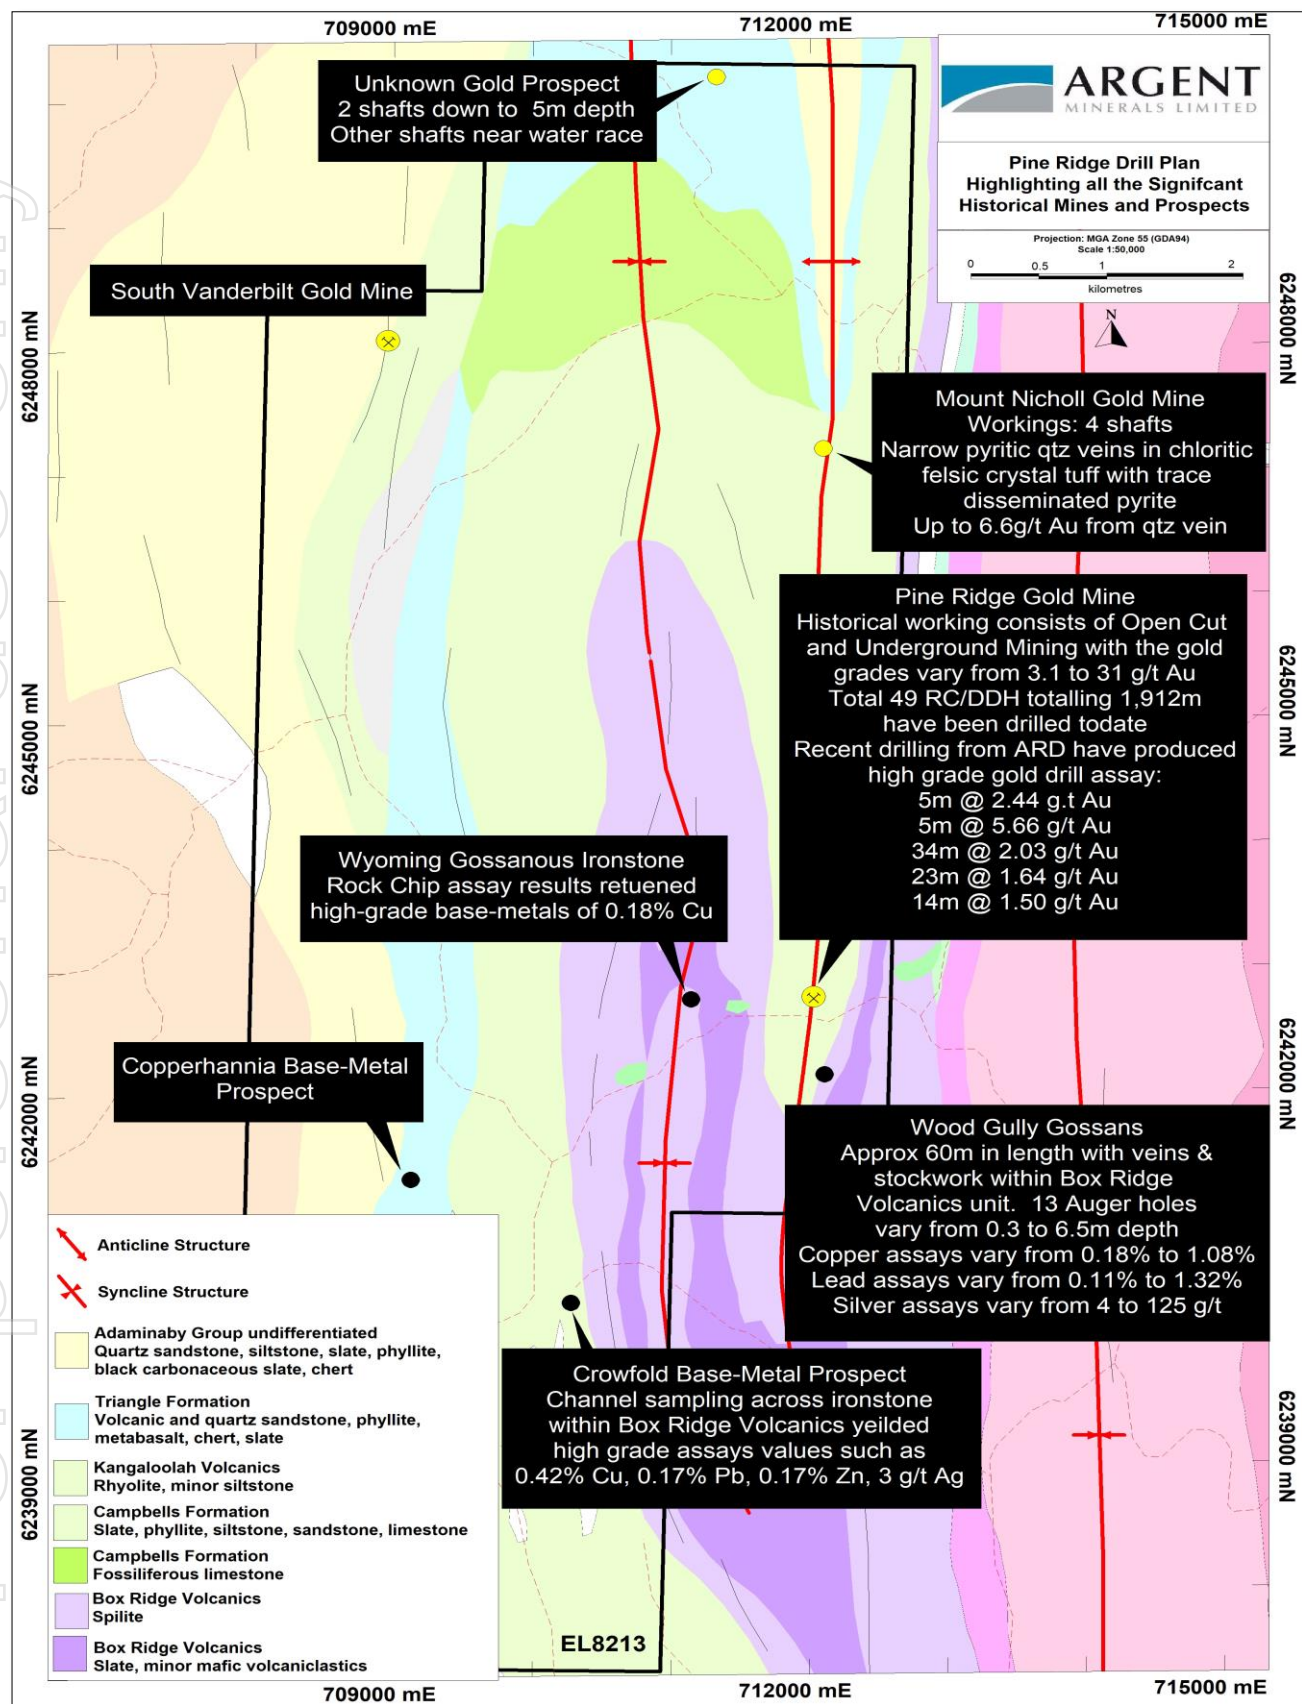 709000 mE
712000 mE
715000 mE
ARGENT
MINERALS LIMITED
Pine Ridge Drill Plan
Highlighting all the Signifcant
Historical Mines and Prospects
Projection: MGA Zone 55 (GDA94)
Scale 1:50,000
0 0.5 1 2
kilometres
N
Unknown Gold Prospect
2 shafts down to 5m depth
Other shafts near water race
South Vanderbilt Gold Mine
6248000 mN
6248000 mN
Mount Nicholl Gold Mine
Workings: 4 shafts
Narrow pyritic qtz veins in chloritic
felsic crystal tuff with trace
disseminated pyrite
Up to 6.6g/t Au from qtz vein
Pine Ridge Gold Mine
Historical working consists of Open Cut
and Underground Mining with the gold
grades vary from 3.1 to 31 g/t Au
Total 49 RC/DDH totalling 1,912m
have been drilled todate
Recent drilling from ARD have produced
high grade gold drill assay:
5m @ 2.44 g.t Au
5m @ 5.66 g/t Au
34m @ 2.03 g/t Au
23m @ 1.64 g/t Au
14m @ 1.50 g/t Au
6245000 mN
6245000 mN
Wyoming Gossanous Ironstone
Rock Chip assay results retuened
high-grade base-metals of 0.18% Cu
Copperhannia Base-Metal
Prospect
6242000 mN
6242000 mN
Wood Gully Gossans
Approx 60m in length with veins &
stockwork within Box Ridge
Volcanics unit. 13 Auger holes
vary from 0.3 to 6.5m depth
Copper assays vary from 0.18% to 1.08%
Lead assays vary from 0.11% to 1.32%
Silver assays vary from 4 to 125 g/t
Crowfold Base-Metal Prospect
Channel sampling across ironstone
within Box Ridge Volcanics yeilded
high grade assays values such as
0.42% Cu, 0.17% Pb, 0.17% Zn, 3 g/t Ag
6239000 mN
6239000 mN
Anticline Structure
Syncline Structure
Adaminaby Group undifferentiated
Quartz sandstone, siltstone, slate, phyllite,
black carbonaceous slate, chert
Triangle Formation
Volcanic and quartz sandstone, phyllite,
metabasalt, chert, slate
Kangaloolah Volcanics
Rhyolite, minor siltstone
Campbells Formation
Slate, phyllite, siltstone, sandstone, limestone
Campbells Formation
Fossiliferous limestone
Box Ridge Volcanics
Spilite
Box Ridge Volcanics
Slate, minor mafic volcaniclastics
EL8213
709000 mE
712000 mE
715000 mE